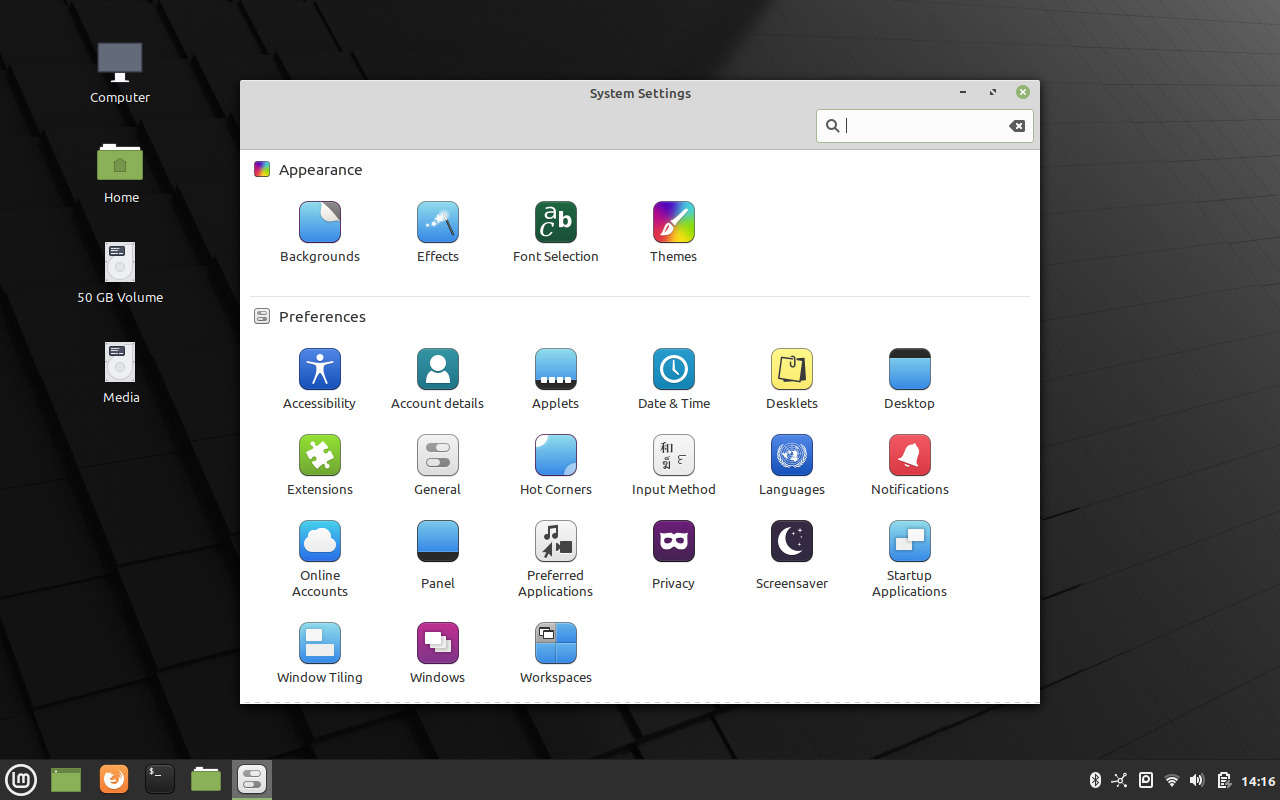 System Settings
Computer
Home
50 GB Volume
Media
Appearance
Backgrounds
Effects
Font Selection
Themes
Preferences
Accessibility
Account details
Applets
Date & Time
Desklets
Desktop
Extensions
General
Hot Corners
Input Method
Languages
Notifications
Online
Accounts
Panel
Preferred
Applications
Privacy
Screensaver
Startup
Applications
Window Tiling
Windows
Workspaces
14:16